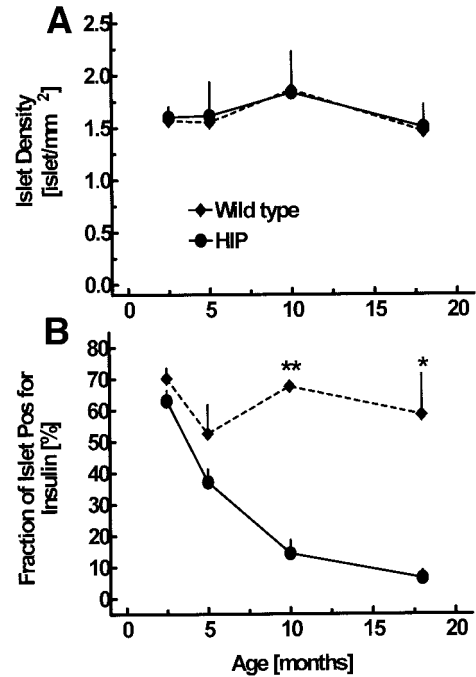 A
Islet Density
[islet/mm²]
2.5
2.0
1.5
1.0
0.5
0.0
Wild type
HIP
0 5 10 15 20
B
Fraction of Islet Pos for
Insulin [%]
80
70
60
50
40
30
20
10
0
** *
0 5 10 15 20
Age [months]